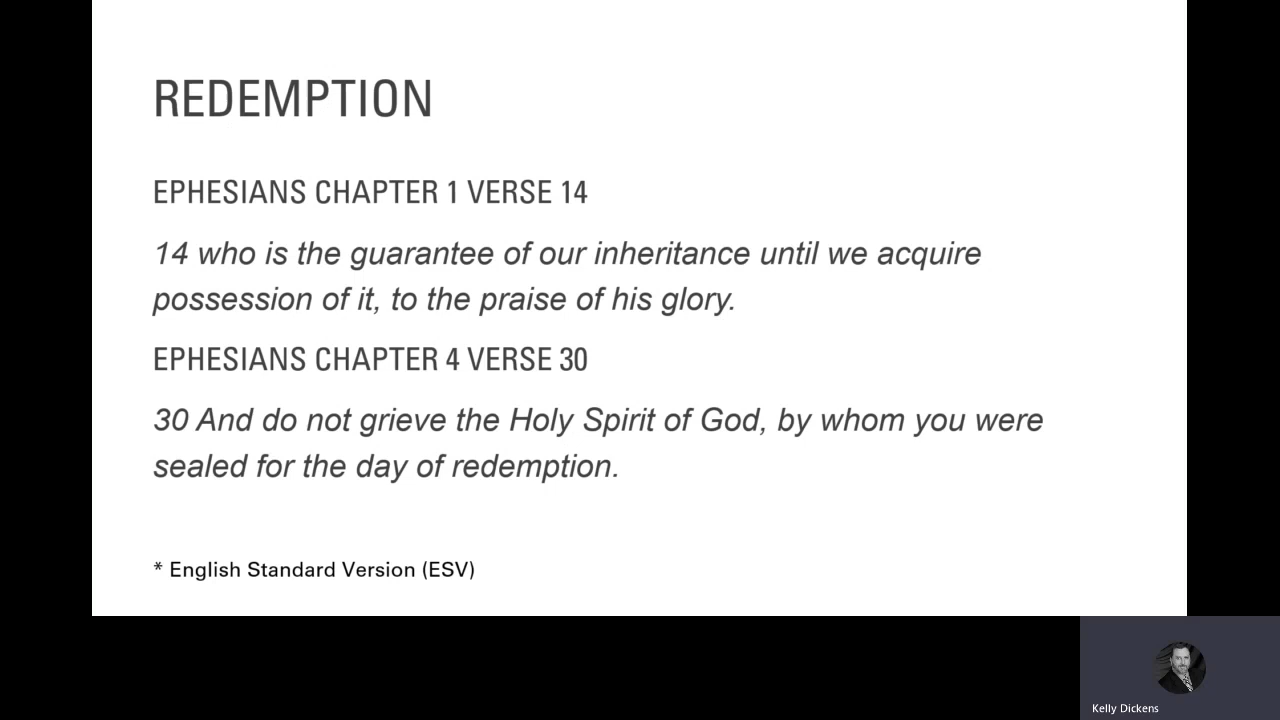 REDEMPTION
EPHESIANS CHAPTER 1 VERSE 14
14 who is the guarantee of our inheritance until we acquire
possession of it, to the praise of his glory.
EPHESIANS CHAPTER 4 VERSE 30
30 And do not grieve the Holy Spirit of God, by whom you were
sealed for the day of redemption.
* English Standard Version (ESV)
Kelly Dickens